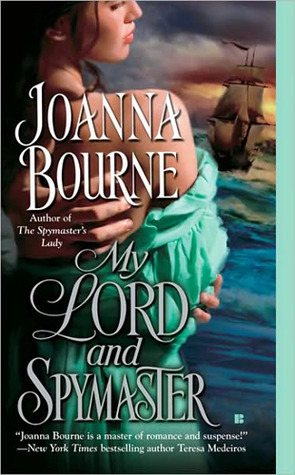 JOANNA
BOURNE
Author of
The Spymaster's
Lady
MY
LORD
and
SPYMASTER
B
"Joanna Bourne is a master of romance and suspense!"
—New York Times bestselling author Teresa Medeiros